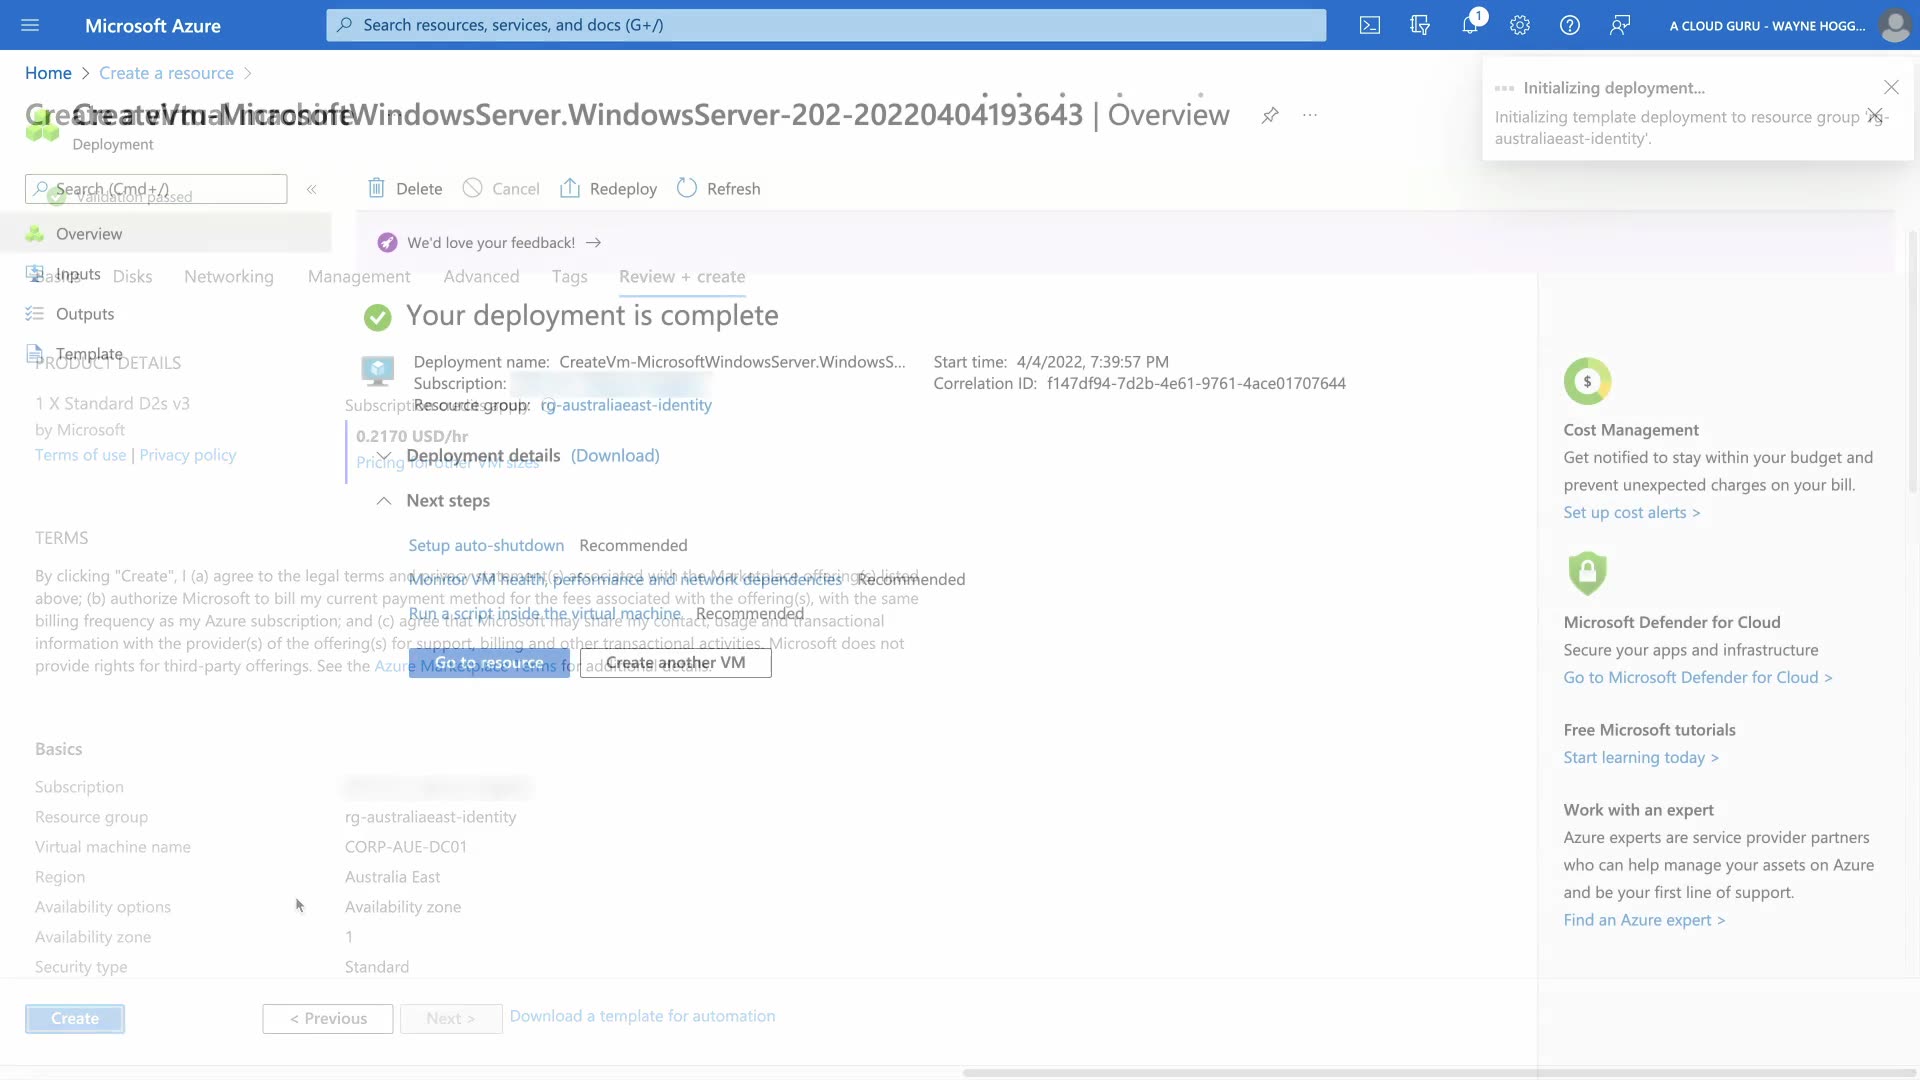 Microsoft Azure
Search resources, services, and docs (G+/)
1
A CLOUD GURU - WAYNE HOGG...
Home > Create a resource >
Create a virtual machine
CreateVm-MicrosoftWindowsServer.WindowsServer-202-20220404193643 | Overview
Deployment
Initializing deployment...
Initializing template deployment to resource group 'rg-
australiaeast-identity'.
Search (Cmd+/)
Validation passed
Delete
Cancel
Redeploy
Refresh
Overview
Inputs
Outputs
Template
We'd love your feedback!
Basics
Disks
Networking
Management
Advanced
Tags
Review + create
Your deployment is complete
Deployment name: CreateVm-MicrosoftWindowsServer.WindowsS...
Subscription:
Resource group: rg-australiaeast-identity
Start time: 4/4/2022, 7:39:57 PM
Correlation ID: f147df94-7d2b-4e61-9761-4ace01707644
PRODUCT DETAILS
1 X Standard D2s v3
by Microsoft
Terms of use | Privacy policy
Subscription credits apply
0.2170 USD/hr
Pricing for other VM sizes
Deployment details (Download)
Next steps
Setup auto-shutdown Recommended
Monitor VM health, performance and network dependencies Recommended
Run a script inside the virtual machine Recommended
Go to resource
Create another VM
TERMS
By clicking "Create", I (a) agree to the legal terms and privacy statement(s) associated with the Marketplace offering(s) listed
above; (b) authorize Microsoft to bill my current payment method for the fees associated with the offering(s), with the same
billing frequency as my Azure subscription; and (c) agree that Microsoft may share my contact, usage and transactional
information with the provider(s) of the offering(s) for support, billing and other transactional activities. Microsoft does not
provide rights for third-party offerings. See the Azure Marketplace Terms for additional details.
Basics
Subscription
Resource group rg-australiaeast-identity
Virtual machine name CORP-AUE-DC01
Region Australia East
Availability options Availability zone
Availability zone 1
Security type Standard
Create
< Previous
Next >
Download a template for automation
$
Cost Management
Get notified to stay within your budget and
prevent unexpected charges on your bill.
Set up cost alerts >
Microsoft Defender for Cloud
Secure your apps and infrastructure
Go to Microsoft Defender for Cloud >
Free Microsoft tutorials
Start learning today >
Work with an expert
Azure experts are service provider partners
who can help manage your assets on Azure
and be your first line of support.
Find an Azure expert >